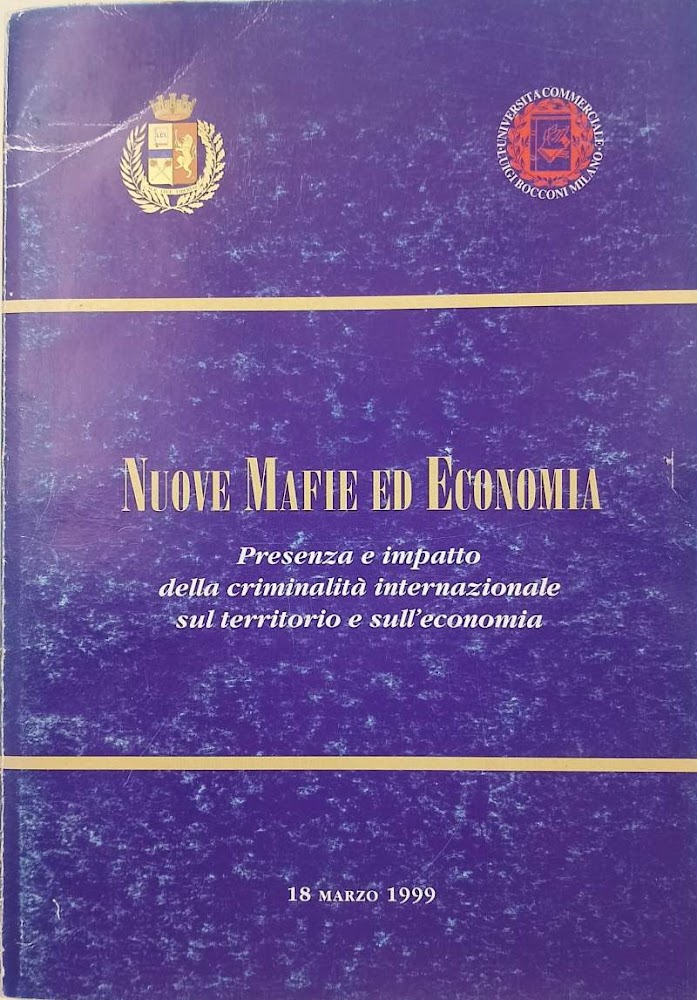 UNIVERSITA COMMERCIALE
LUIGI BOCCONI MILANO
NUOVE MAFIE ED ECONOMIA
Presenza e impatto
della criminalità internazionale
sul territorio e sull'economia
18 MARZO 1999